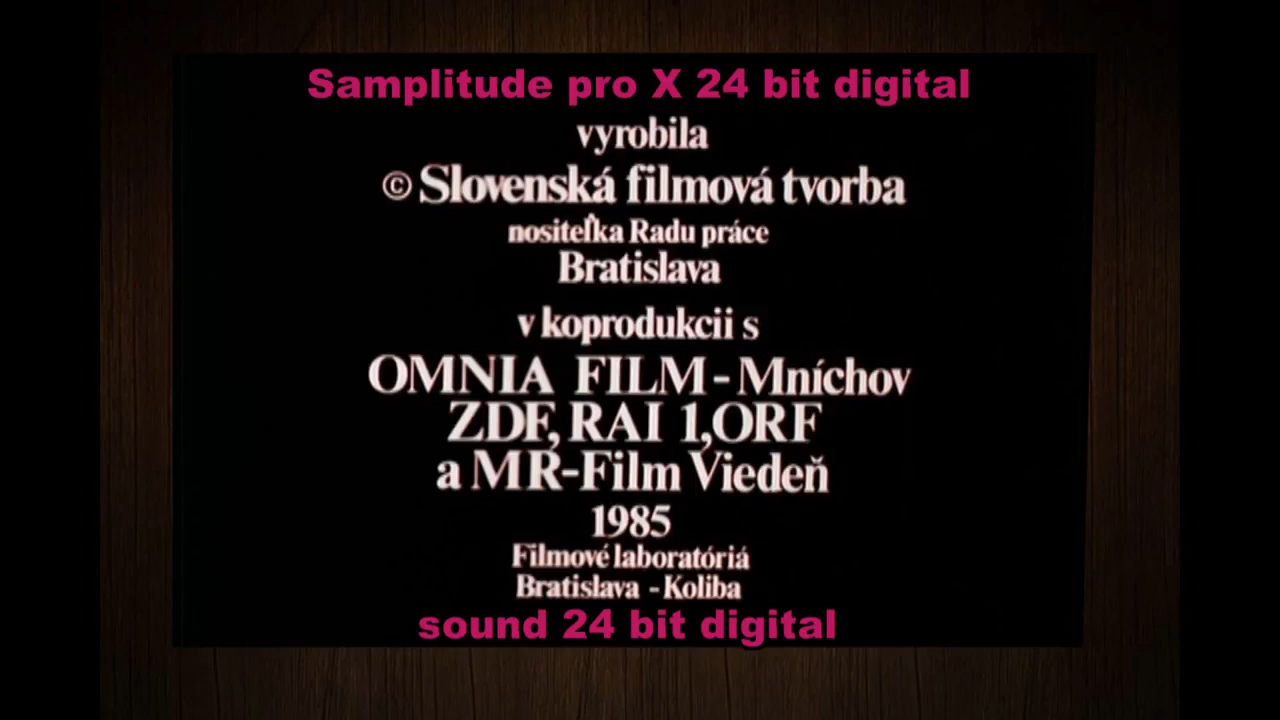 Samplitude pro X 24 bit digital
vyrobila
© Slovenská filmová tvorba
nositeľka Radu práce
Bratislava
v koprodukcii s
OMNIA FILM - Mníchov
ZDF, RAI 1,ORF
a MR-Film Viedeň
1985
Filmové laboratóriá
Bratislava - Koliba
sound 24 bit digital